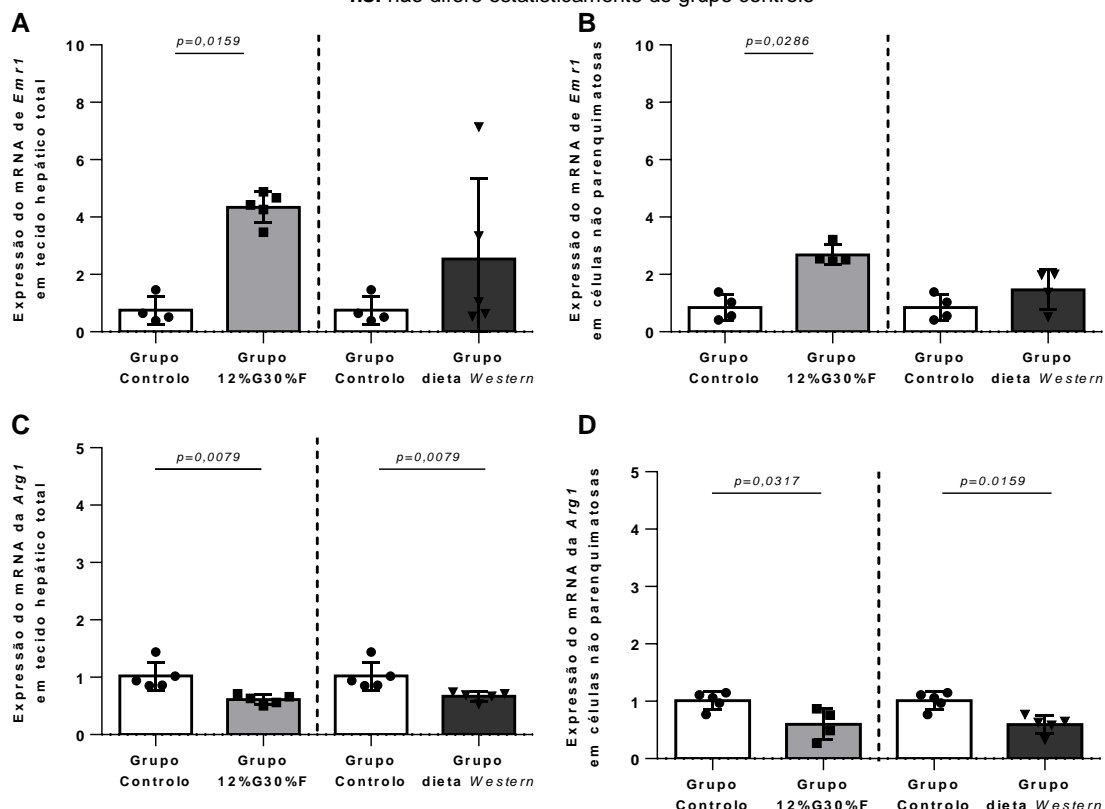 n.s. não difere estatisticamente do grupo controlo
A
Expressão do mRNA de Emr1
em tecido hepático total
10
8
6
4
2
0
p=0,0159
Grupo Controlo
Grupo 12%G30%F
Grupo Controlo
Grupo dieta Western
B
Expressão do mRNA de Emr1
em células não parenquimatosas
10
8
6
4
2
0
p=0,0286
Grupo Controlo
Grupo 12%G30%F
Grupo Controlo
Grupo dieta Western
C
Expressão do mRNA da Arg1
em tecido hepático total
5
4
3
2
1
0
p=0,0079
p=0,0079
Grupo Controlo
Grupo 12%G30%F
Grupo Controlo
Grupo dieta Western
D
Expressão do mRNA da Arg1
em células não parenquimatosas
5
4
3
2
1
0
p=0,0317
p=0.0159
Grupo Controlo
Grupo 12%G30%F
Grupo Controlo
Grupo dieta Western